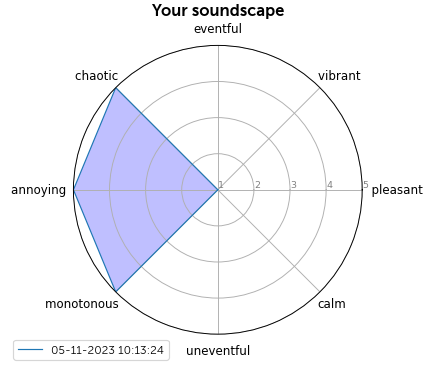 Your soundscape
eventful
chaotic
vibrant
annoying
1 2 3 4 5
pleasant
monotonous
calm
uneventful
05-11-2023 10:13:24